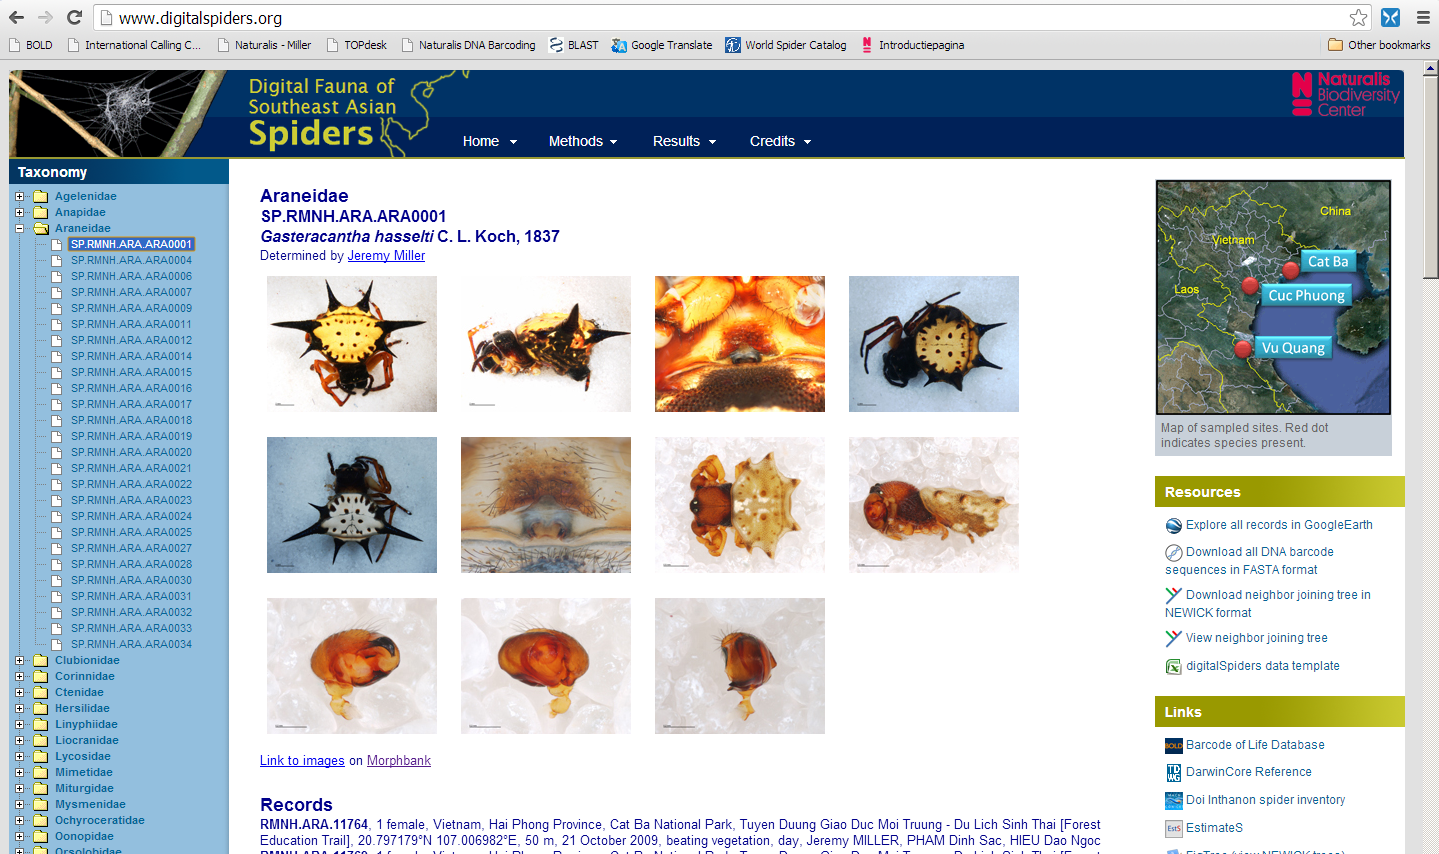 www.digitalspiders.org
BOLD
International Calling C...
Naturalis - Miller
TOPdesk
Naturalis DNA Barcoding
BLAST
Google Translate
World Spider Catalog
Introductiepagina
Other bookmarks
Digital Fauna of
Southeast Asian
Spiders
Naturalis
Biodiversity
Center
Home
Methods
Results
Credits
Taxonomy
Agelenidae
Anapidae
Araneidae
SP.RMNH.ARA.ARA0001
SP.RMNH.ARA.ARA0004
SP.RMNH.ARA.ARA0006
SP.RMNH.ARA.ARA0007
SP.RMNH.ARA.ARA0009
SP.RMNH.ARA.ARA0011
SP.RMNH.ARA.ARA0012
SP.RMNH.ARA.ARA0014
SP.RMNH.ARA.ARA0015
SP.RMNH.ARA.ARA0016
SP.RMNH.ARA.ARA0017
SP.RMNH.ARA.ARA0018
SP.RMNH.ARA.ARA0019
SP.RMNH.ARA.ARA0020
SP.RMNH.ARA.ARA0021
SP.RMNH.ARA.ARA0022
SP.RMNH.ARA.ARA0023
SP.RMNH.ARA.ARA0024
SP.RMNH.ARA.ARA0025
SP.RMNH.ARA.ARA0027
SP.RMNH.ARA.ARA0028
SP.RMNH.ARA.ARA0030
SP.RMNH.ARA.ARA0031
SP.RMNH.ARA.ARA0032
SP.RMNH.ARA.ARA0033
SP.RMNH.ARA.ARA0034
Clubionidae
Corinnidae
Ctenidae
Hersilidae
Linyphiidae
Liocranidae
Lycosidae
Mimetidae
Miturgidae
Mysmenidae
Ochyroceratidae
Oonopidae
Orsolobidae
Araneidae
SP.RMNH.ARA.ARA0001
Gasteracantha hasselti C. L. Koch, 1837
Determined by Jeremy Miller
Link to images on Morphbank
Records
RMNH.ARA.11764, 1 female, Vietnam, Hai Phong Province, Cat Ba National Park, Tuyen Duung Giao Duc Moi Truung - Du Lich Sinh Thai [Forest
Education Trail], 20.797179°N 107.006982°E, 50 m, 21 October 2009, beating vegetation, day, Jeremy MILLER, PHAM Dinh Sac, HIEU Dao Ngoc
China
Vietnam
Laos
Cat Ba
Cuc Phuong
Vu Quang
Map of sampled sites. Red dot
indicates species present.
Resources
Explore all records in GoogleEarth
Download all DNA barcode
sequences in FASTA format
Download neighbor joining tree in
NEWICK format
View neighbor joining tree
digitalSpiders data template
Links
BOLD
Barcode of Life Database
TD
WG
DarwinCore Reference
Doi Inthanon spider inventory
EstS
EstimateS
FigTree (view NEWICK trees)